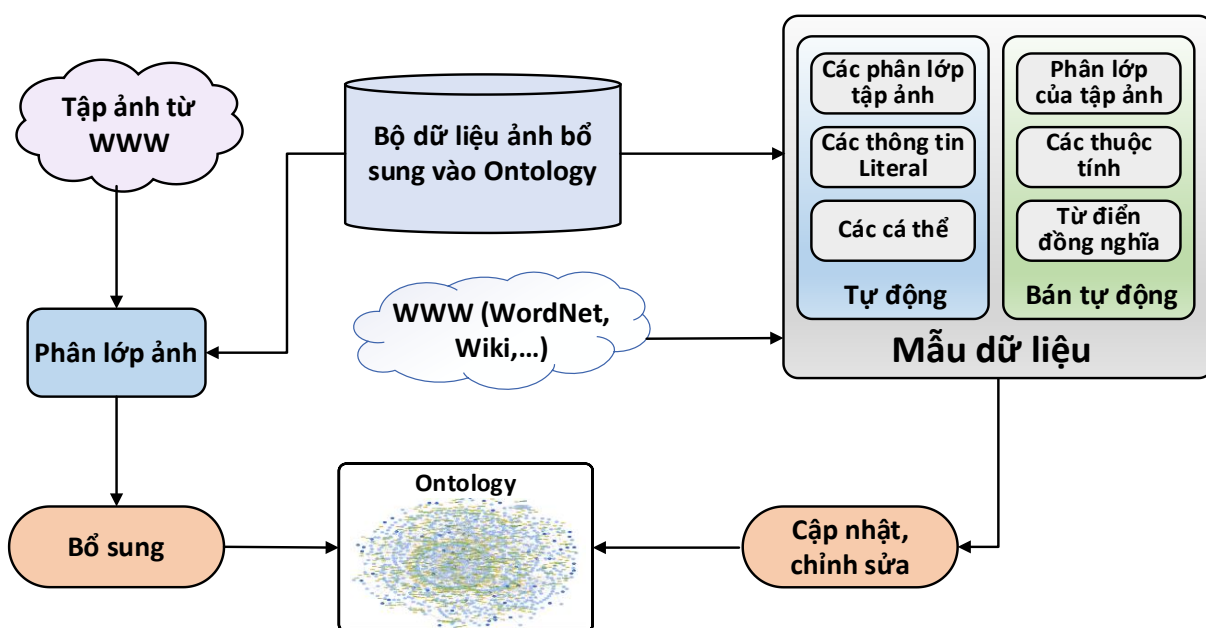 Tập ảnh từ
WWW
Bộ dữ liệu ảnh bổ
sung vào Ontology
Các phân lớp
tập ảnh
Các thông tin
Literal
Các cá thể
Tự động
Phân lớp
của tập ảnh
Các thuộc
tính
Từ điển
đồng nghĩa
Bán tự động
Mẫu dữ liệu
WWW (WordNet,
Wiki,...)
Phân lớp ảnh
Bổ sung
Ontology
Cập nhật,
chỉnh sửa